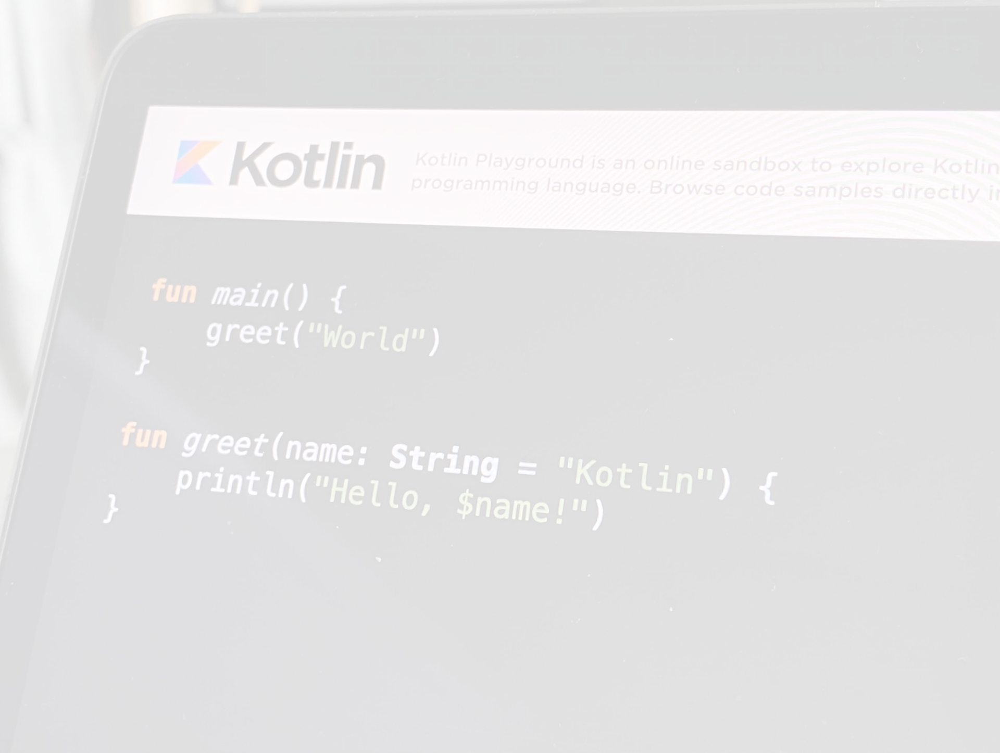 Kotlin
Kotlin Playground is an online sandbox to explore Kotlin
programming language. Browse code samples directly
fun main() {
    greet("World")
}
fun greet(name: String = "Kotlin") {
    println("Hello, $name!")
}